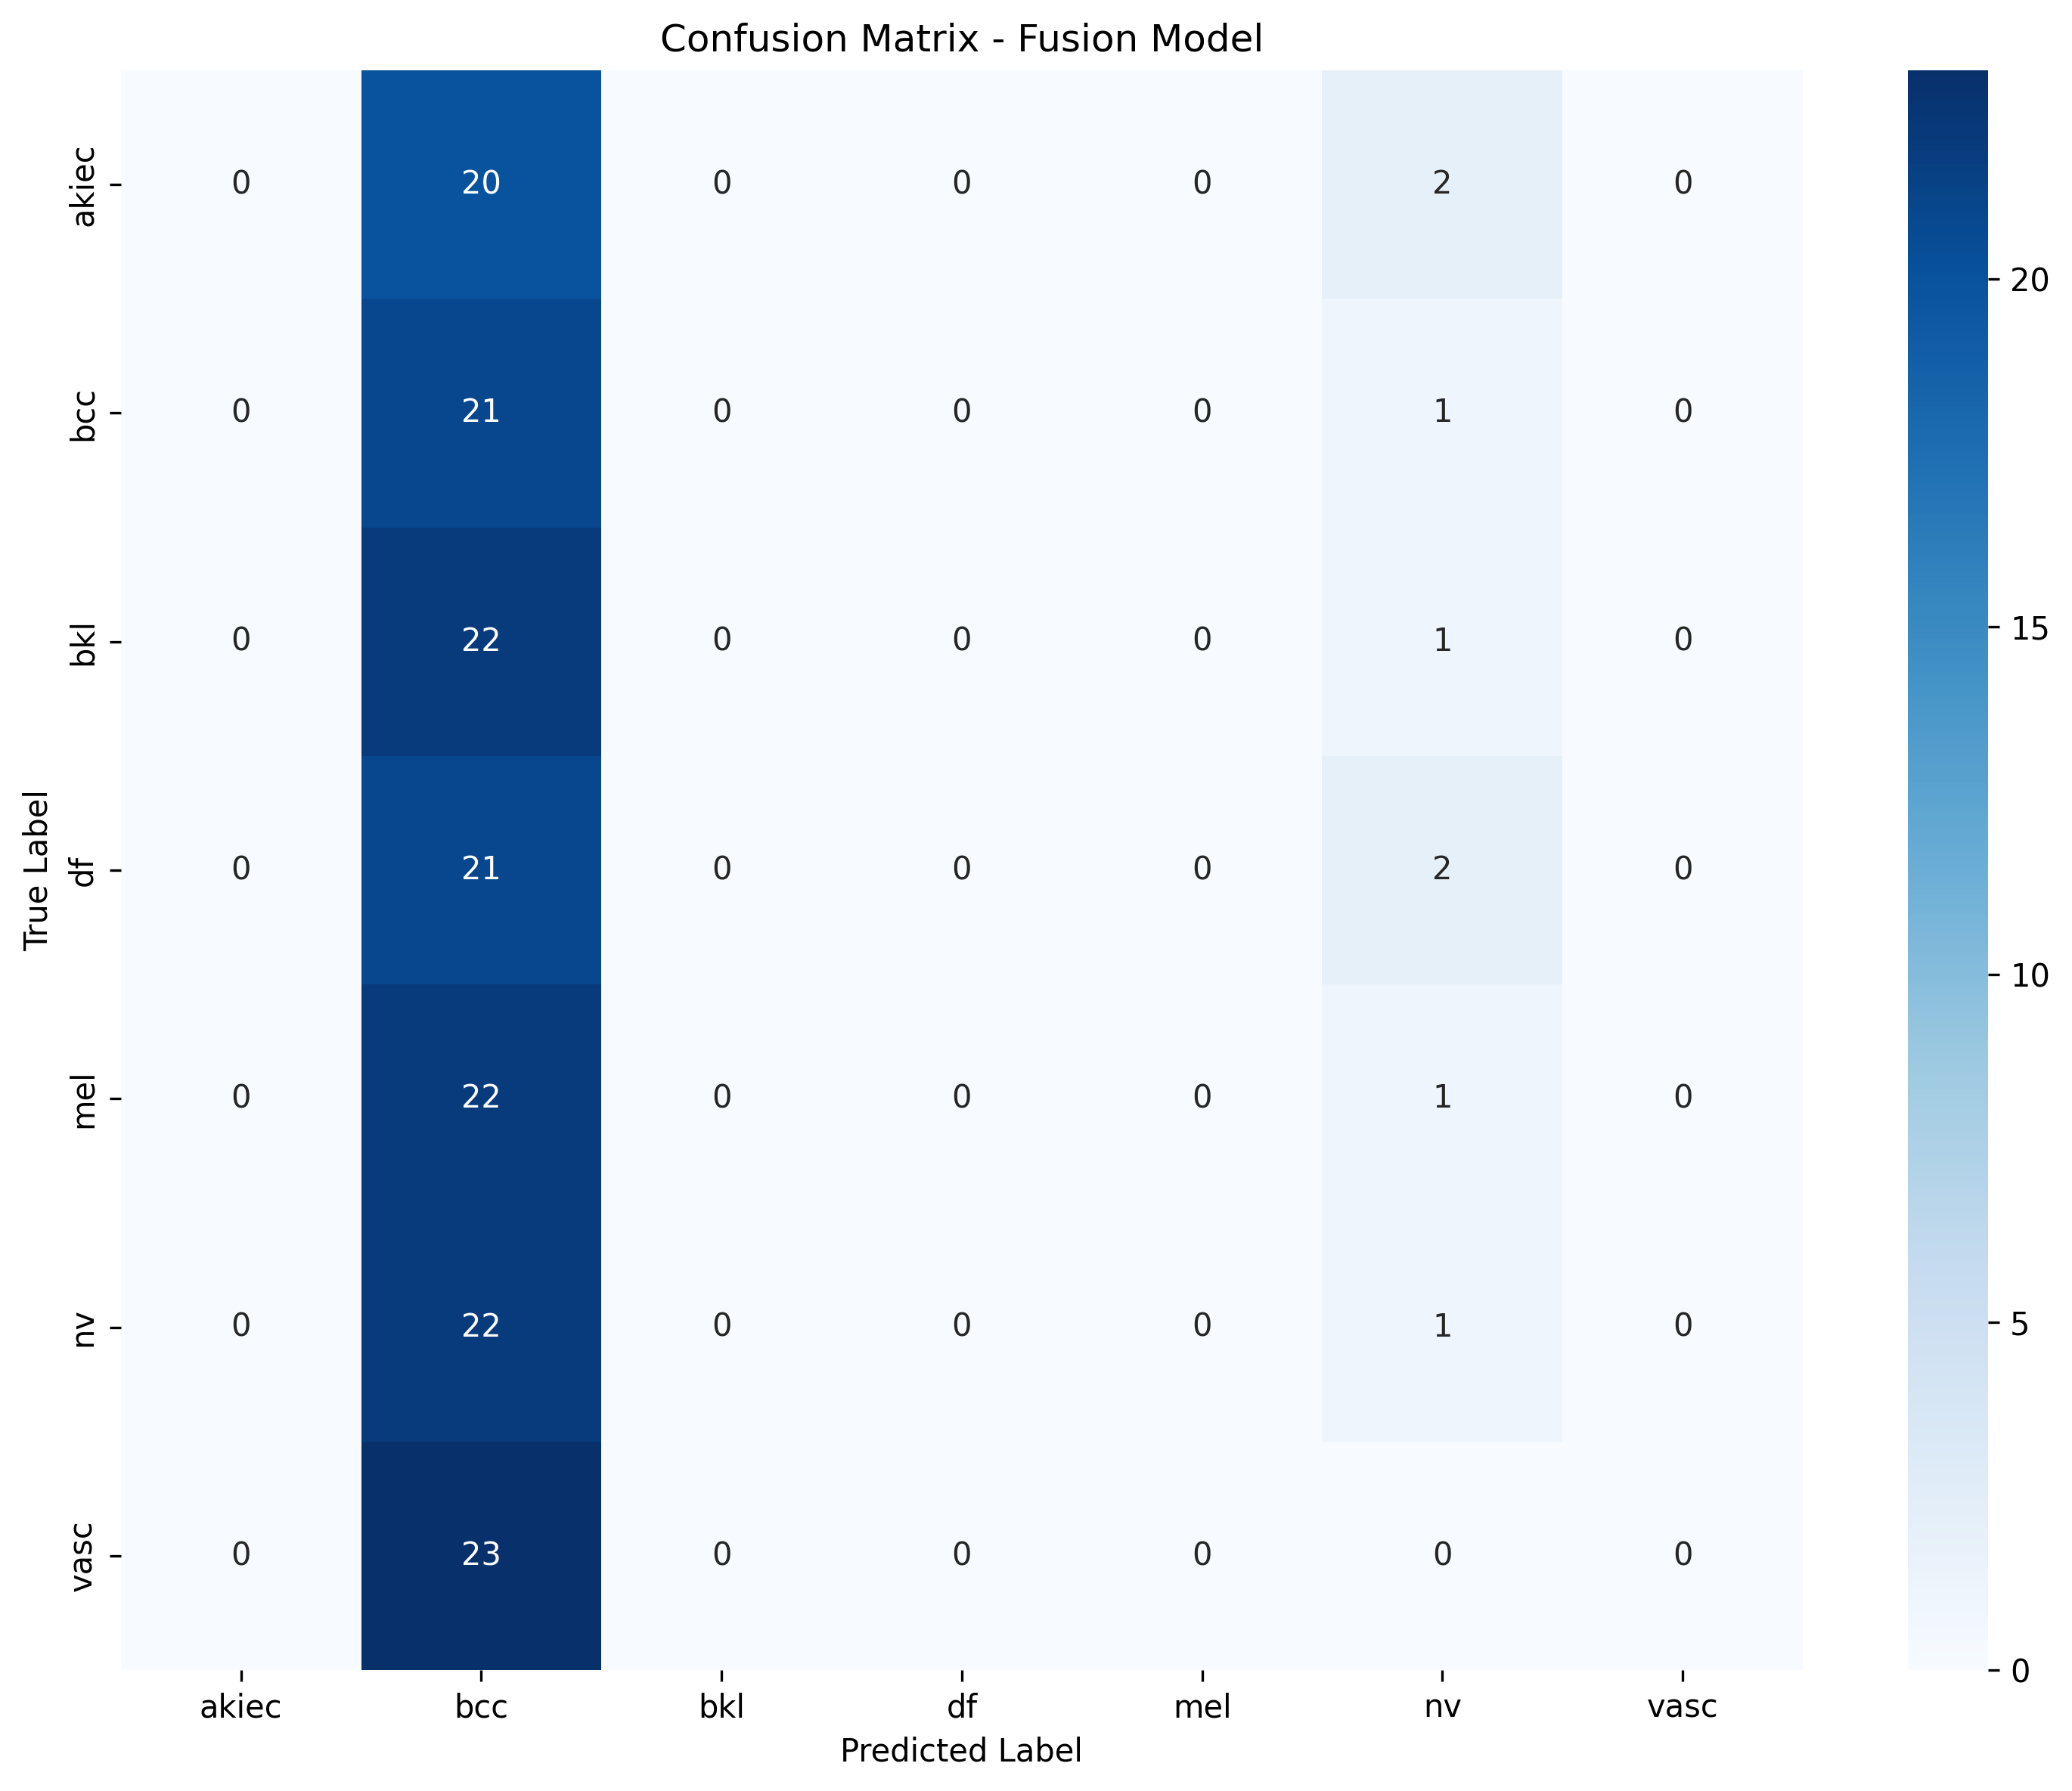 Confusion Matrix - Fusion Model
True Label
akiec 0 20 0 0 0 2 0
bcc 0 21 0 0 0 1 0
bkl 0 22 0 0 0 1 0
df 0 21 0 0 0 2 0
mel 0 22 0 0 0 1 0
nv 0 22 0 0 0 1 0
vasc 0 23 0 0 0 0 0
akiec bcc bkl df mel nv vasc
Predicted Label
20
15
10
5
0